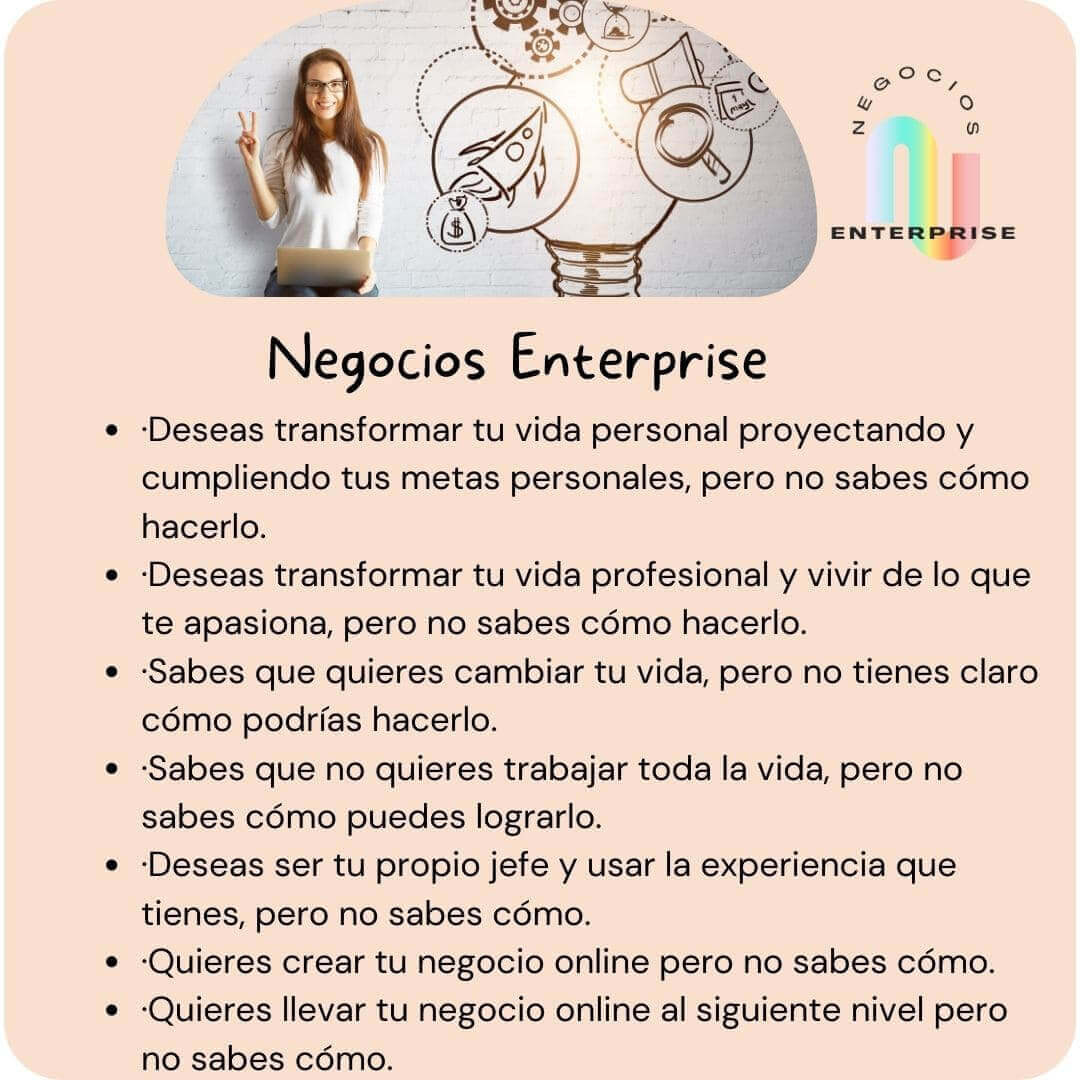 NEGOCIOS
ENTERPRISE
$
Negocios Enterprise
• ·Deseas transformar tu vida personal proyectando y
cumpliendo tus metas personales, pero no sabes cómo
hacerlo.
• ·Deseas transformar tu vida profesional y vivir de lo que
te apasiona, pero no sabes cómo hacerlo.
• ·Sabes que quieres cambiar tu vida, pero no tienes claro
cómo podrías hacerlo.
• ·Sabes que no quieres trabajar toda la vida, pero no
sabes cómo puedes lograrlo.
• ·Deseas ser tu propio jefe y usar la experiencia que
tienes, pero no sabes cómo.
• ·Quieres crear tu negocio online pero no sabes cómo.
• ·Quieres llevar tu negocio online al siguiente nivel pero
no sabes cómo.